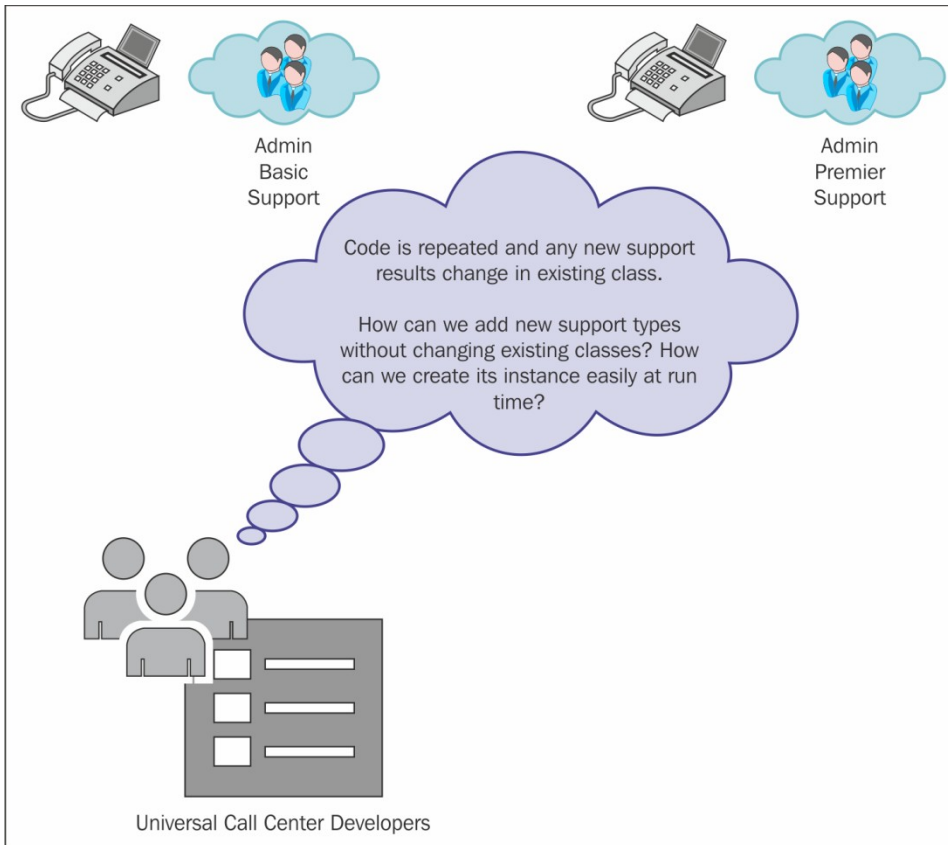 Admin
Basic
Support
Admin
Premier
Support
Code is repeated and any new support
results change in existing class.
How can we add new support types
without changing existing classes? How
can we create its instance easily at run
time?
Universal Call Center Developers